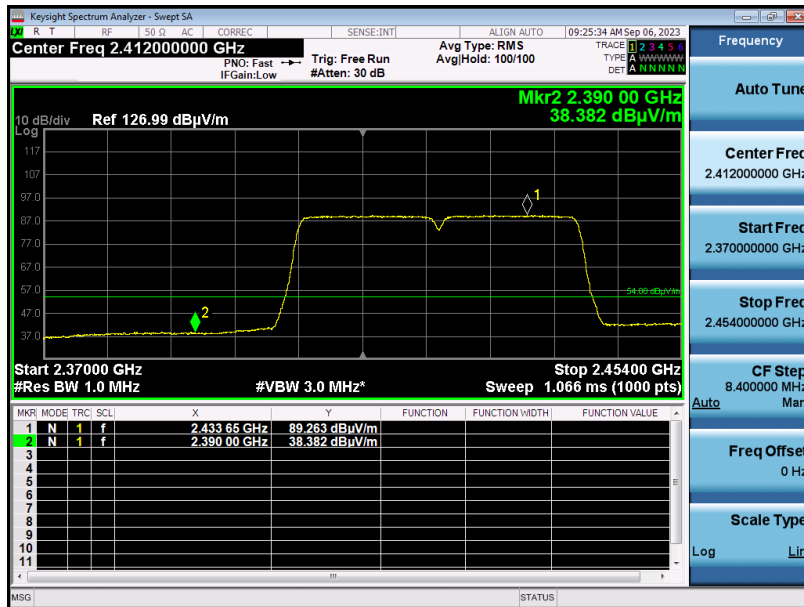 Keysight Spectrum Analyzer - Swept SA
LXI R T RF 50 Ω AC CORREC SENSE:INT ALIGN AUTO 09:25:34 AM Sep 06, 2023
Center Freq 2.412000000 GHz
PNO: Fast
IFGain:Low
Trig: Free Run
#Atten: 30 dB
Avg Type: RMS
Avg|Hold: 100/100
TRACE 1 2 3 4 5 6
TYPE A WWWWW
DET A N N N N N
Mkr2 2.390 00 GHz
38.382 dBμV/m
10 dB/div Ref 126.99 dBμV/m
Log
117
107
97.0
87.0
77.0
67.0
57.0
47.0
37.0
1
2
54.00 dBμV/m
Start 2.37000 GHz Stop 2.45400 GHz
#Res BW 1.0 MHz #VBW 3.0 MHz* Sweep 1.066 ms (1000 pts)
MKR MODE TRC SCL X Y FUNCTION FUNCTION WIDTH FUNCTION VALUE
1 N 1 f 2.433 65 GHz 89.263 dBμV/m
2 N 1 f 2.390 00 GHz 38.382 dBμV/m
3
4
5
6
7
8
9
10
11
MSG STATUS
Frequency
Auto Tune
Center Freq
2.412000000 GHz
Start Freq
2.370000000 GHz
Stop Freq
2.454000000 GHz
CF Step
8.400000 MHz
Auto Man
Freq Offset
0 Hz
Scale Type
Log Lin